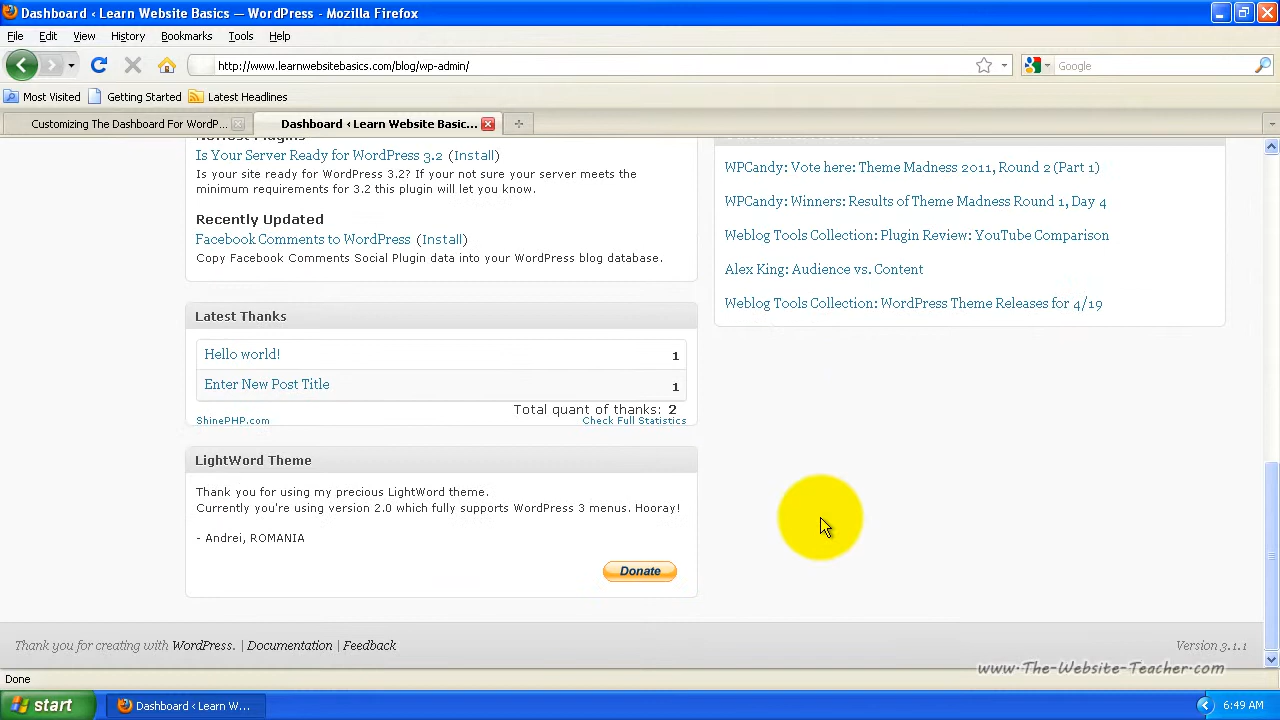 Dashboard ‹ Learn Website Basics — WordPress - Mozilla Firefox
File Edit View History Bookmarks Tools Help
http://www.learnwebsitebasics.com/blog/wp-admin/
Google
Most Visited Getting Started Latest Headlines
Customizing The Dashboard For WordP...
Dashboard ‹ Learn Website Basic...
Is Your Server Ready for WordPress 3.2 (Install)
Is your site ready for WordPress 3.2? If your not sure your server meets the
minimum requirements for 3.2 this plugin will let you know.
Recently Updated
Facebook Comments to WordPress (Install)
Copy Facebook Comments Social Plugin data into your WordPress blog database.
Latest Thanks
Hello world! 1
Enter New Post Title 1
Total quant of thanks: 2
ShinePHP.com Check Full Statistics
LightWord Theme
Thank you for using my precious LightWord theme.
Currently you're using version 2.0 which fully supports WordPress 3 menus. Hooray!
- Andrei, ROMANIA
Donate
WPCandy: Vote here: Theme Madness 2011, Round 2 (Part 1)
WPCandy: Winners: Results of Theme Madness Round 1, Day 4
Weblog Tools Collection: Plugin Review: YouTube Comparison
Alex King: Audience vs. Content
Weblog Tools Collection: WordPress Theme Releases for 4/19
Thank you for creating with WordPress. | Documentation | Feedback
Version 3.1.1
www.The-Website-Teacher.com
Done
start
Dashboard ‹ Learn W...
6:49 AM